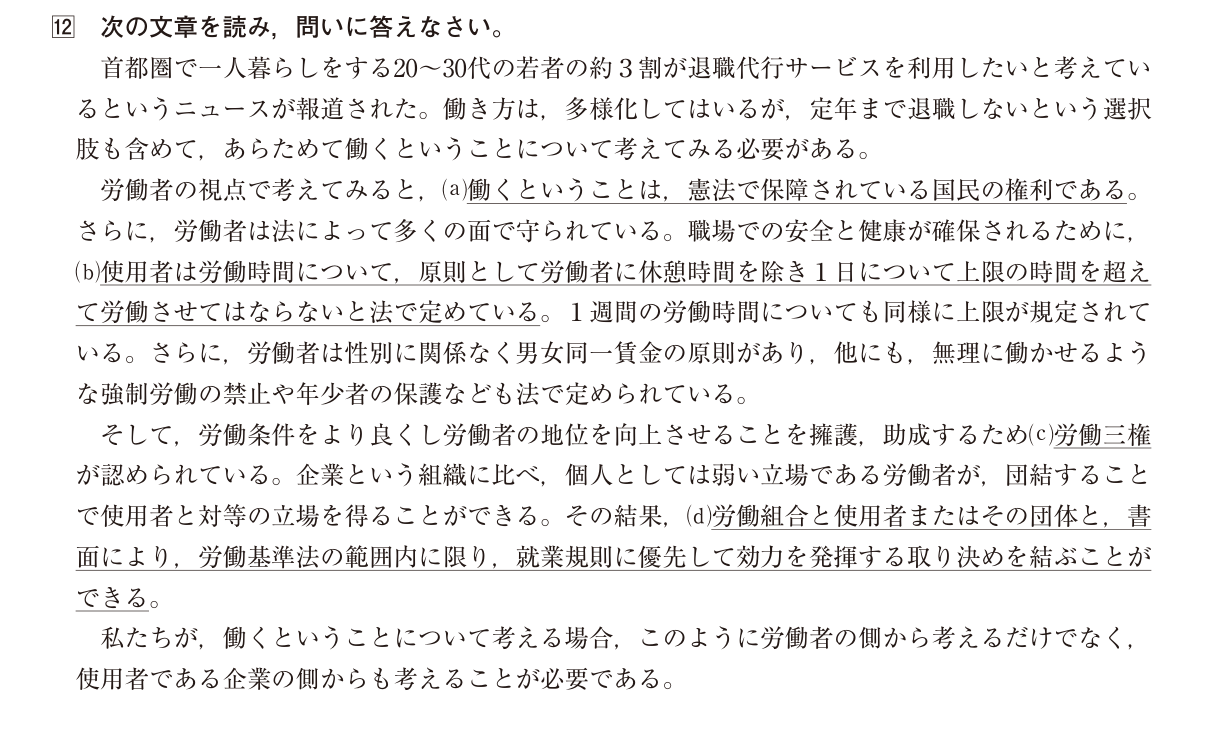 12 次の文章を読み，問いに答えなさい。
首都圏で一人暮らしをする20～30代の若者の約３割が退職代行サービスを利用したいと考えてい
るというニュースが報道された。働き方は，多様化してはいるが，定年まで退職しないという選択
肢も含めて，あらためて働くということについて考えてみる必要がある。
労働者の視点で考えてみると，(a)働くということは，憲法で保障されている国民の権利である。
さらに，労働者は法によって多くの面で守られている。職場での安全と健康が確保されるために，
(b)使用者は労働時間について，原則として労働者に休憩時間を除き１日について上限の時間を超え
て労働させてはならないと法で定めている。１週間の労働時間についても同様に上限が規定されて
いる。さらに，労働者は性別に関係なく男女同一賃金の原則があり，他にも，無理に働かせるよう
な強制労働の禁止や年少者の保護なども法で定められている。
そして，労働条件をより良くし労働者の地位を向上させることを擁護，助成するため(c)労働三権
が認められている。企業という組織に比べ，個人としては弱い立場である労働者が，団結すること
で使用者と対等の立場を得ることができる。その結果，(d)労働組合と使用者またはその団体と，書
面により，労働基準法の範囲内に限り，就業規則に優先して効力を発揮する取り決めを結ぶことが
できる。
私たちが，働くということについて考える場合，このように労働者の側から考えるだけでなく，
使用者である企業の側からも考えることが必要である。